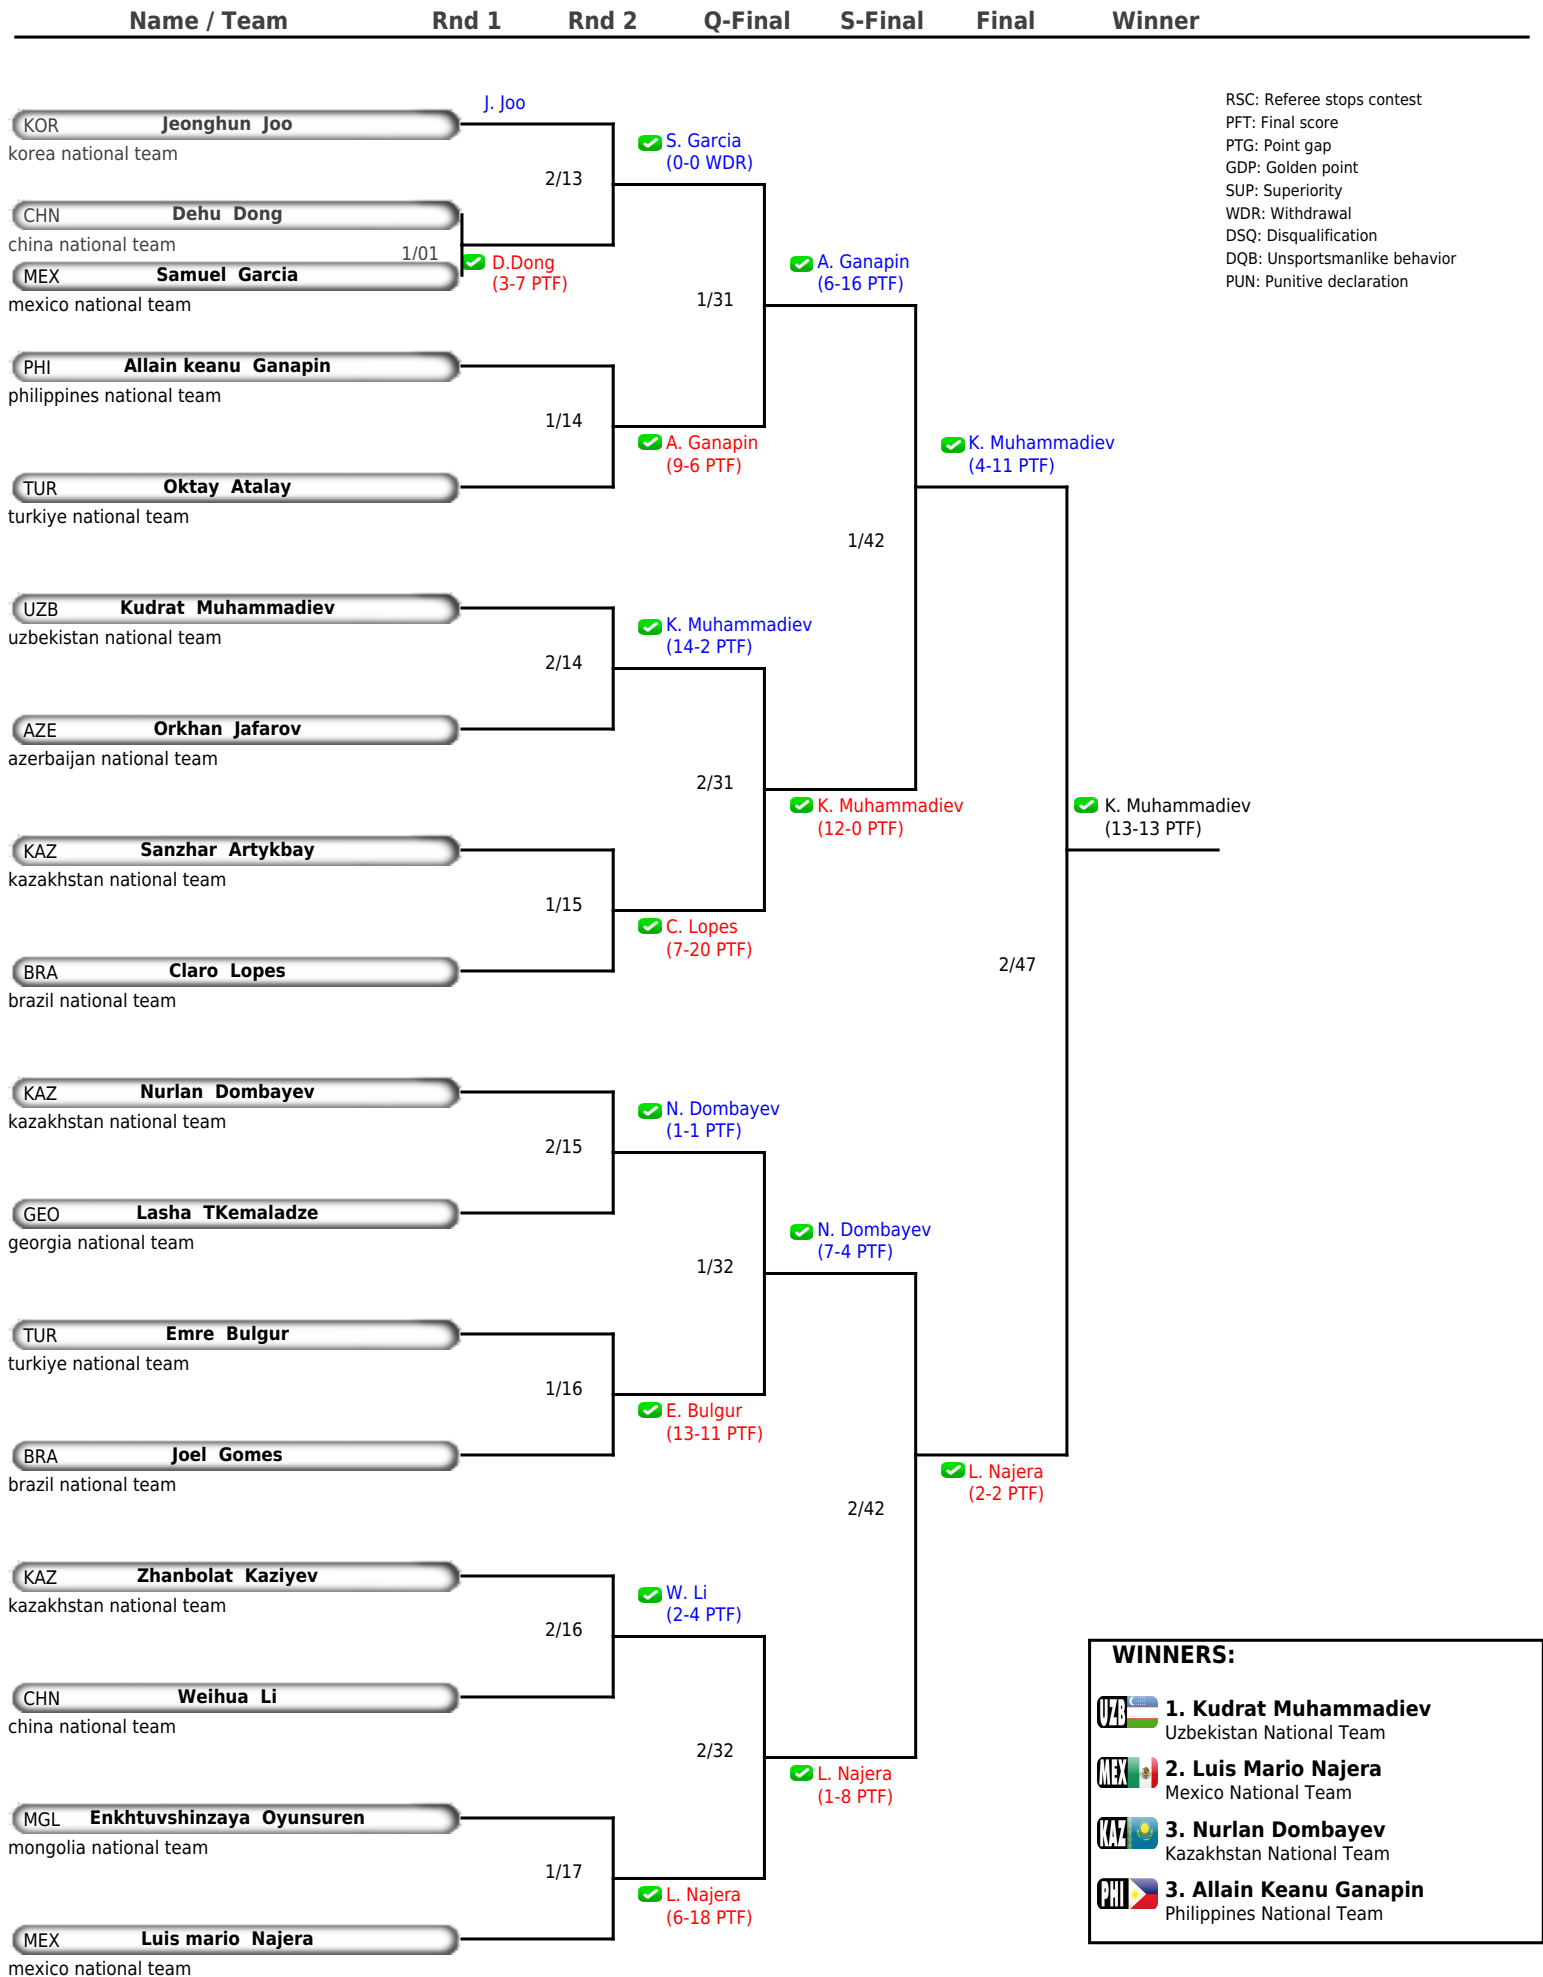 Name / Team Rnd 1 Rnd 2 Q-Final S-Final Final Winner
RSC: Referee stops contest
PFT: Final score
PTG: Point gap
GDP: Golden point
SUP: Superiority
WDR: Withdrawal
DSQ: Disqualification
DQB: Unsportsmanlike behavior
PUN: Punitive declaration
J. Joo
KOR Jeonghun Joo
korea national team
S. Garcia
(0-0 WDR)
2/13
CHN Dehu Dong
china national team
1/01
D.Dong
(3-7 PTF)
MEX Samuel Garcia
mexico national team
A. Ganapin
(6-16 PTF)
1/31
PHI Allain keanu Ganapin
philippines national team
1/14
A. Ganapin
(9-6 PTF)
K. Muhammadiev
(4-11 PTF)
TUR Oktay Atalay
turkiye national team
1/42
UZB Kudrat Muhammadiev
uzbekistan national team
K. Muhammadiev
(14-2 PTF)
2/14
AZE Orkhan Jafarov
azerbaijan national team
2/31
K. Muhammadiev
(12-0 PTF)
K. Muhammadiev
(13-13 PTF)
KAZ Sanzhar Artykbay
kazakhstan national team
1/15
C. Lopes
(7-20 PTF)
BRA Claro Lopes
brazil national team
2/47
KAZ Nurlan Dombayev
kazakhstan national team
N. Dombayev
(1-1 PTF)
2/15
GEO Lasha TKemaladze
georgia national team
N. Dombayev
(7-4 PTF)
1/32
TUR Emre Bulgur
turkiye national team
1/16
E. Bulgur
(13-11 PTF)
BRA Joel Gomes
brazil national team
L. Najera
(2-2 PTF)
2/42
KAZ Zhanbolat Kaziyev
kazakhstan national team
W. Li
(2-4 PTF)
2/16
CHN Weihua Li
china national team
2/32
L. Najera
(1-8 PTF)
MGL Enkhtuvshinzaya Oyunsuren
mongolia national team
1/17
L. Najera
(6-18 PTF)
MEX Luis mario Najera
mexico national team
WINNERS:
UZB 1. Kudrat Muhammadiev
Uzbekistan National Team
MEX 2. Luis Mario Najera
Mexico National Team
KAZ 3. Nurlan Dombayev
Kazakhstan National Team
PHI 3. Allain Keanu Ganapin
Philippines National Team